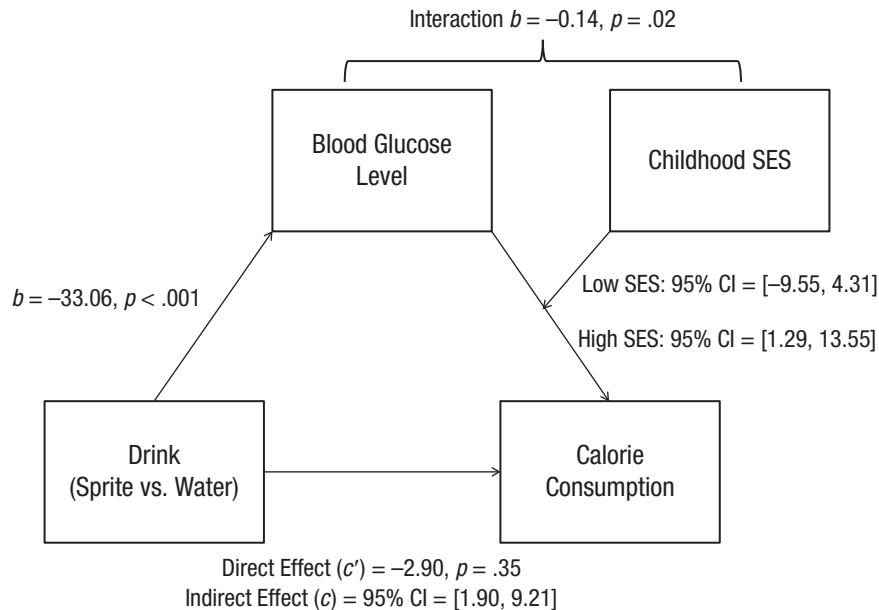 Interaction b = –0.14, p = .02
Blood Glucose
Level
Childhood SES
b = –33.06, p < .001
Low SES: 95% CI = [–9.55, 4.31]
High SES: 95% CI = [1.29, 13.55]
Drink
(Sprite vs. Water)
Calorie
Consumption
Direct Effect (c′) = –2.90, p = .35
Indirect Effect (c) = 95% CI = [1.90, 9.21]